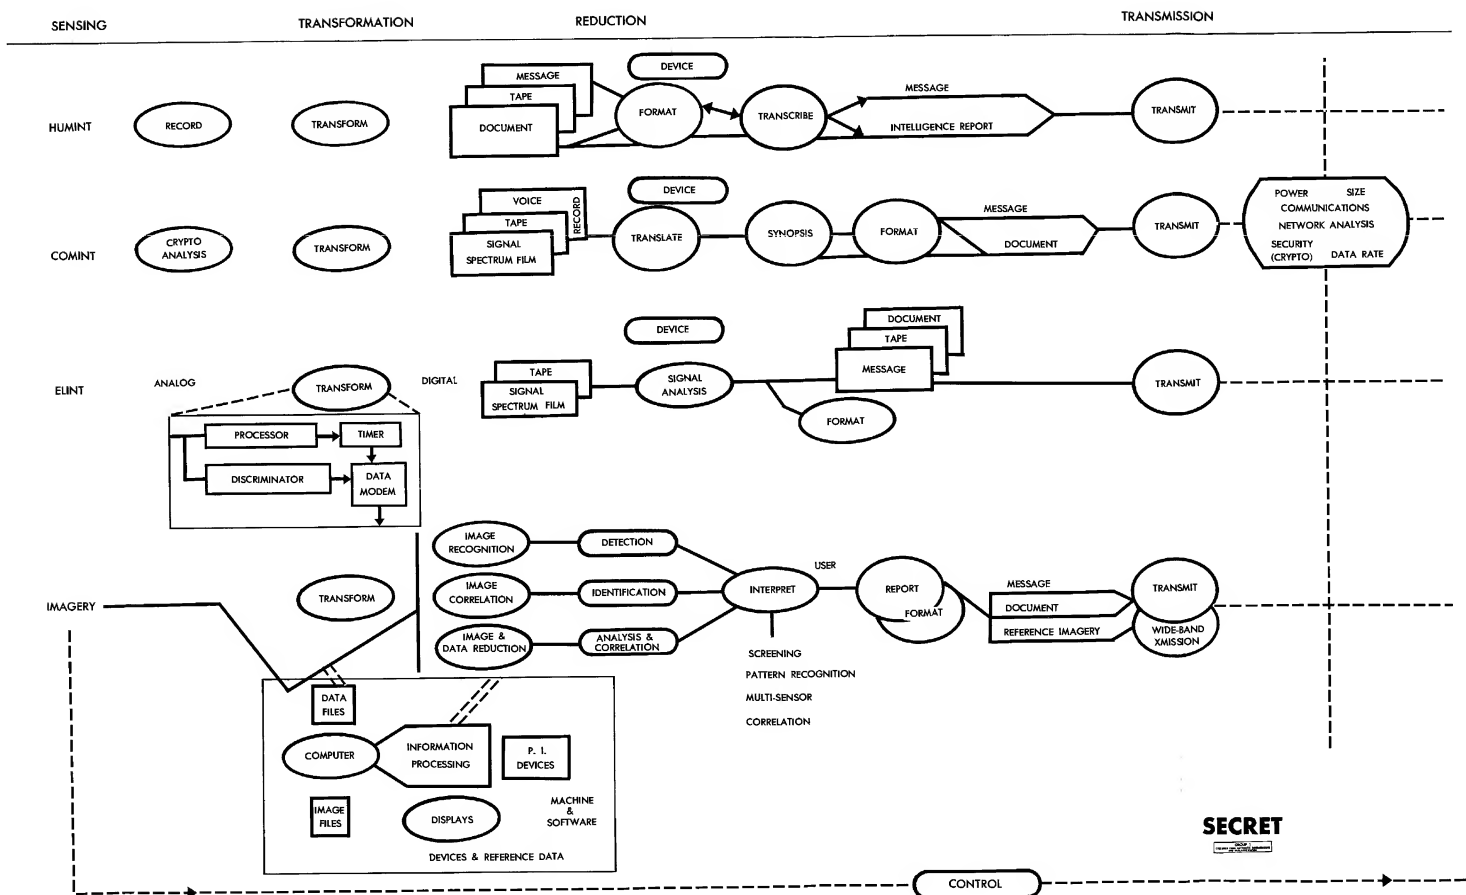 SENSING
TRANSFORMATION
REDUCTION
TRANSMISSION
HUMINT
RECORD
TRANSFORM
MESSAGE
TAPE
DOCUMENT
DEVICE
FORMAT
TRANSCRIBE
MESSAGE
INTELLIGENCE REPORT
TRANSMIT
COMINT
CRYPTO
ANALYSIS
TRANSFORM
VOICE
RECORD
TAPE
SIGNAL
SPECTRUM FILM
DEVICE
TRANSLATE
SYNOPSIS
FORMAT
MESSAGE
DOCUMENT
TRANSMIT
POWER SIZE
COMMUNICATIONS
NETWORK ANALYSIS
SECURITY
(CRYPTO) DATA RATE
ELINT
ANALOG
TRANSFORM
DIGITAL
PROCESSOR
TIMER
DISCRIMINATOR
DATA
MODEM
TAPE
SIGNAL
SPECTRUM FILM
DEVICE
SIGNAL
ANALYSIS
DOCUMENT
TAPE
MESSAGE
FORMAT
TRANSMIT
IMAGERY
TRANSFORM
IMAGE
RECOGNITION
DETECTION
IMAGE
CORRELATION
IDENTIFICATION
IMAGE &
DATA REDUCTION
ANALYSIS &
CORRELATION
INTERPRET
USER
SCREENING
PATTERN RECOGNITION
MULTI-SENSOR
CORRELATION
REPORT
FORMAT
MESSAGE
DOCUMENT
REFERENCE IMAGERY
TRANSMIT
WIDE-BAND
XMISSION
DATA
FILES
COMPUTER
INFORMATION
PROCESSING
P. I.
DEVICES
IMAGE
FILES
DISPLAYS
MACHINE
&
SOFTWARE
DEVICES & REFERENCE DATA
SECRET
GROUP 1
CONTROL